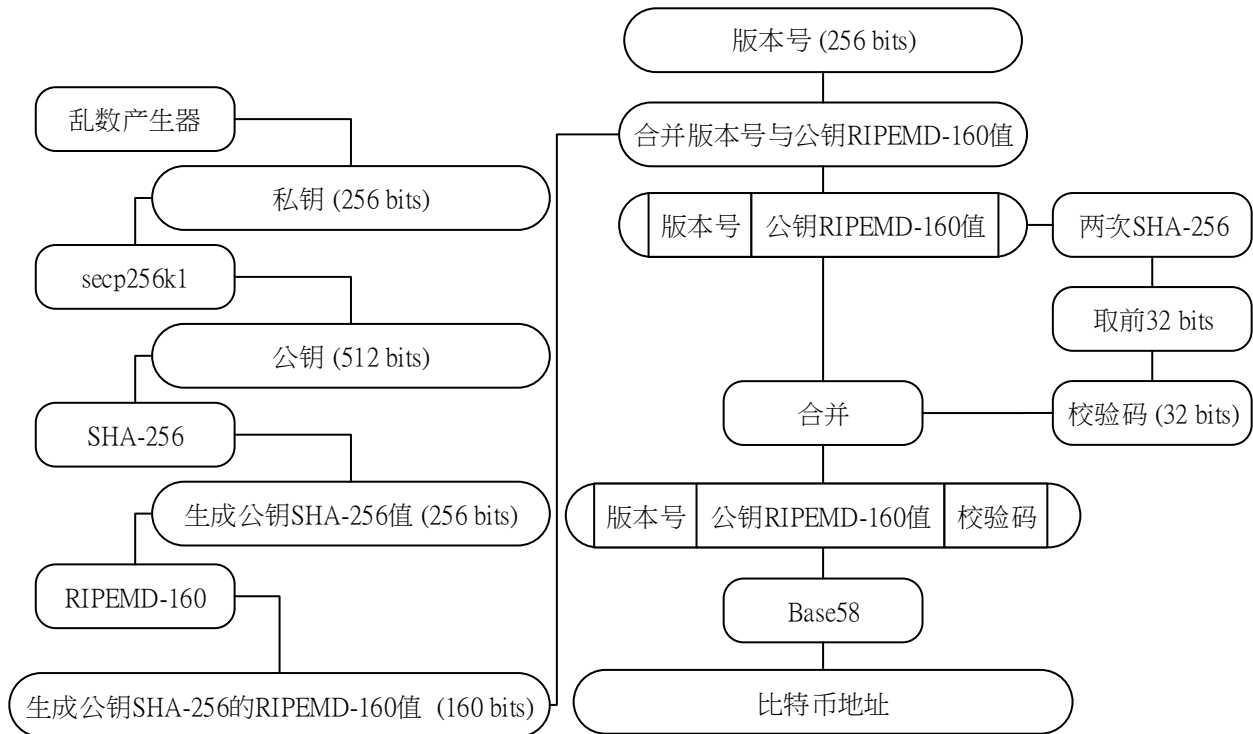 乱数产生器
私钥 (256 bits)
secp256k1
公钥 (512 bits)
SHA-256
生成公钥SHA-256值 (256 bits)
RIPEMD-160
生成公钥SHA-256的RIPEMD-160值 (160 bits)
版本号 (256 bits)
合并版本号与公钥RIPEMD-160值
版本号 公钥RIPEMD-160值
两次SHA-256
取前32 bits
校验码 (32 bits)
合并
版本号 公钥RIPEMD-160值 校验码
Base58
比特币地址